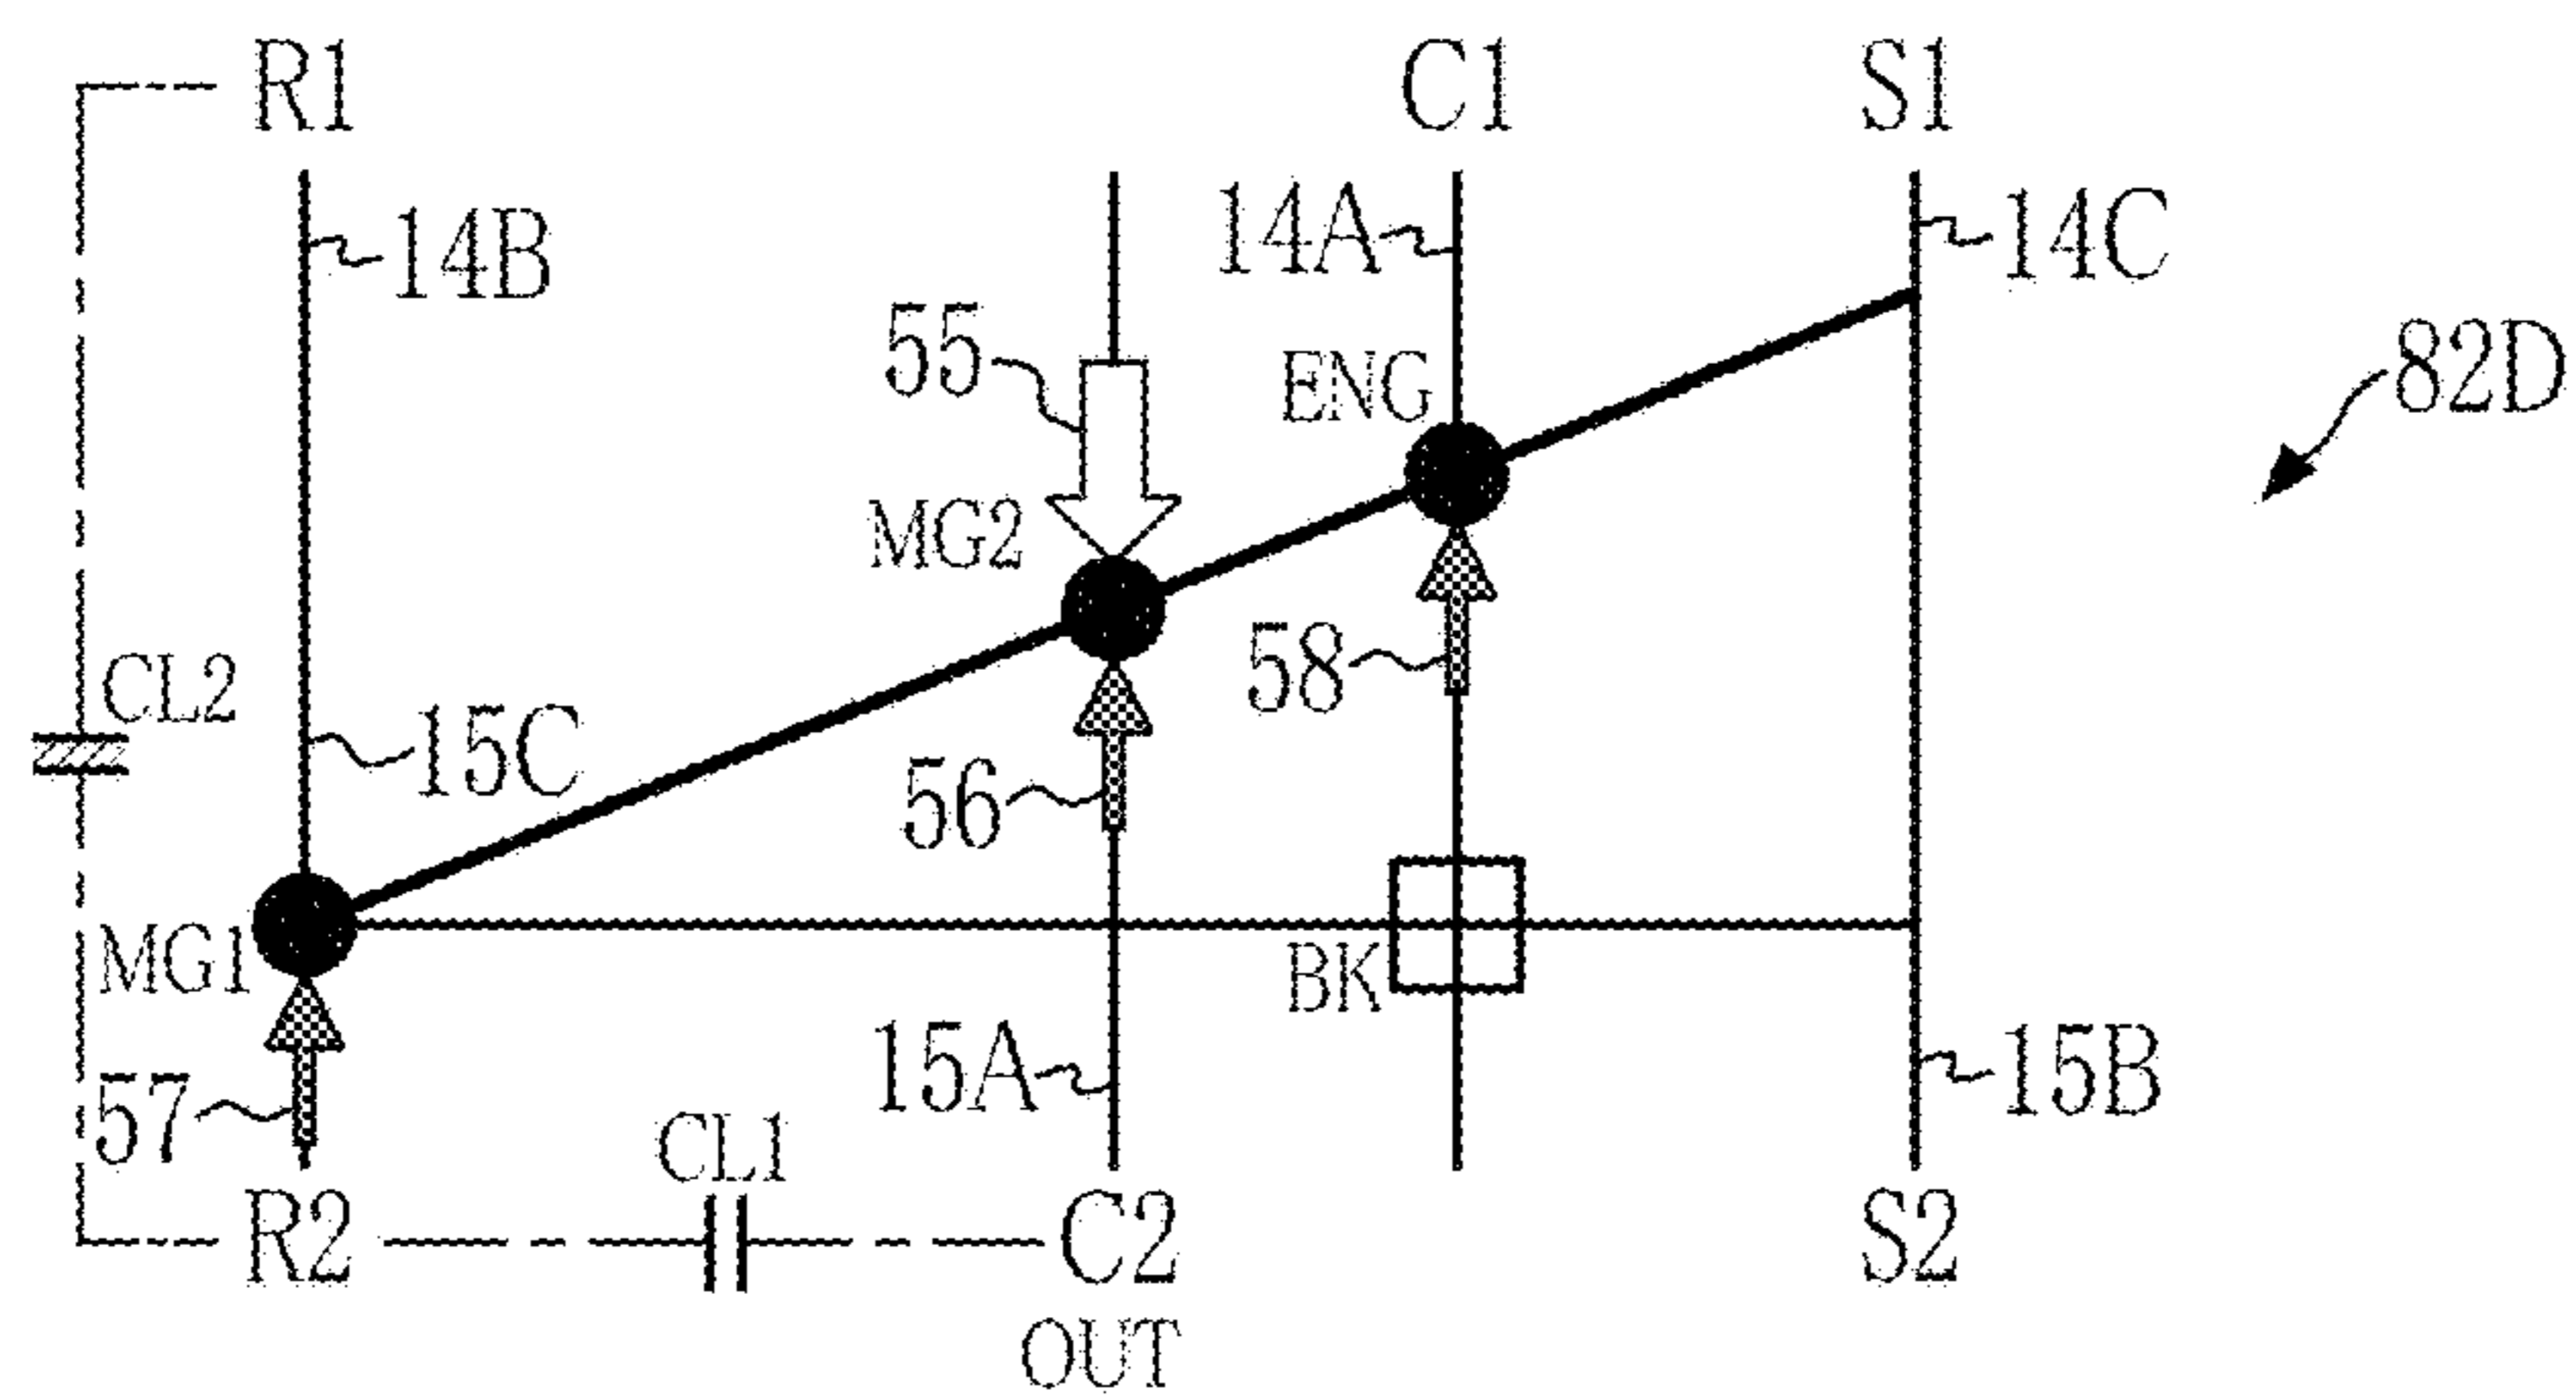 R1 C1 S1
14B 14A 14C
55 ENG 82D
MG2
CL2 15C 58
56
MG1 BK
57 15A 15B
CL1
R2 C2 S2
OUT